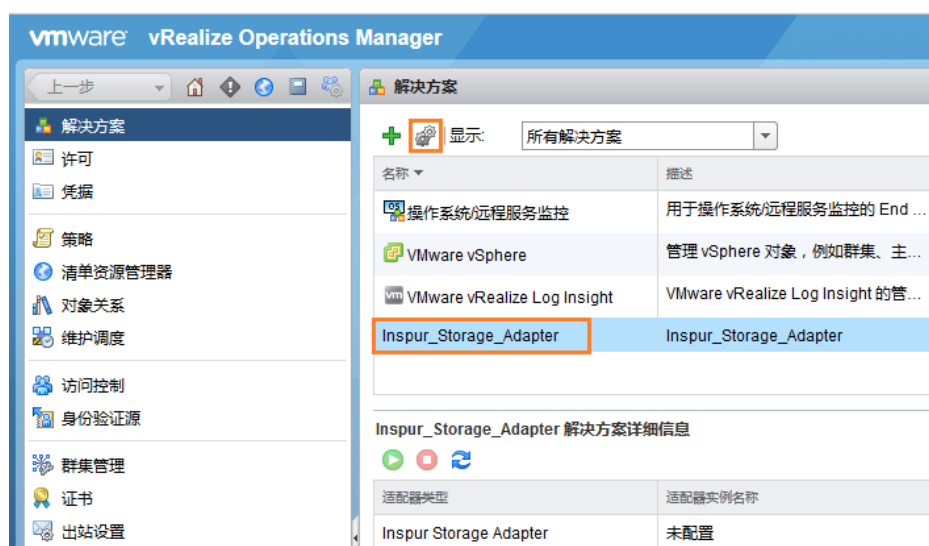 vmware vRealize Operations Manager
上一步
解决方案
许可
凭据
策略
清单资源管理器
对象关系
维护调度
访问控制
身份验证源
群集管理
证书
出站设置
解决方案
显示: 所有解决方案
名称 描述
OS 操作系统/远程服务监控 用于操作系统/远程服务监控的 End ...
VMware vSphere 管理 vSphere 对象，例如群集、主...
vm VMware vRealize Log Insight VMware vRealize Log Insight 的管...
Inspur_Storage_Adapter Inspur_Storage_Adapter
Inspur_Storage_Adapter 解决方案详细信息
适配器类型 适配器实例名称
Inspur Storage Adapter 未配置